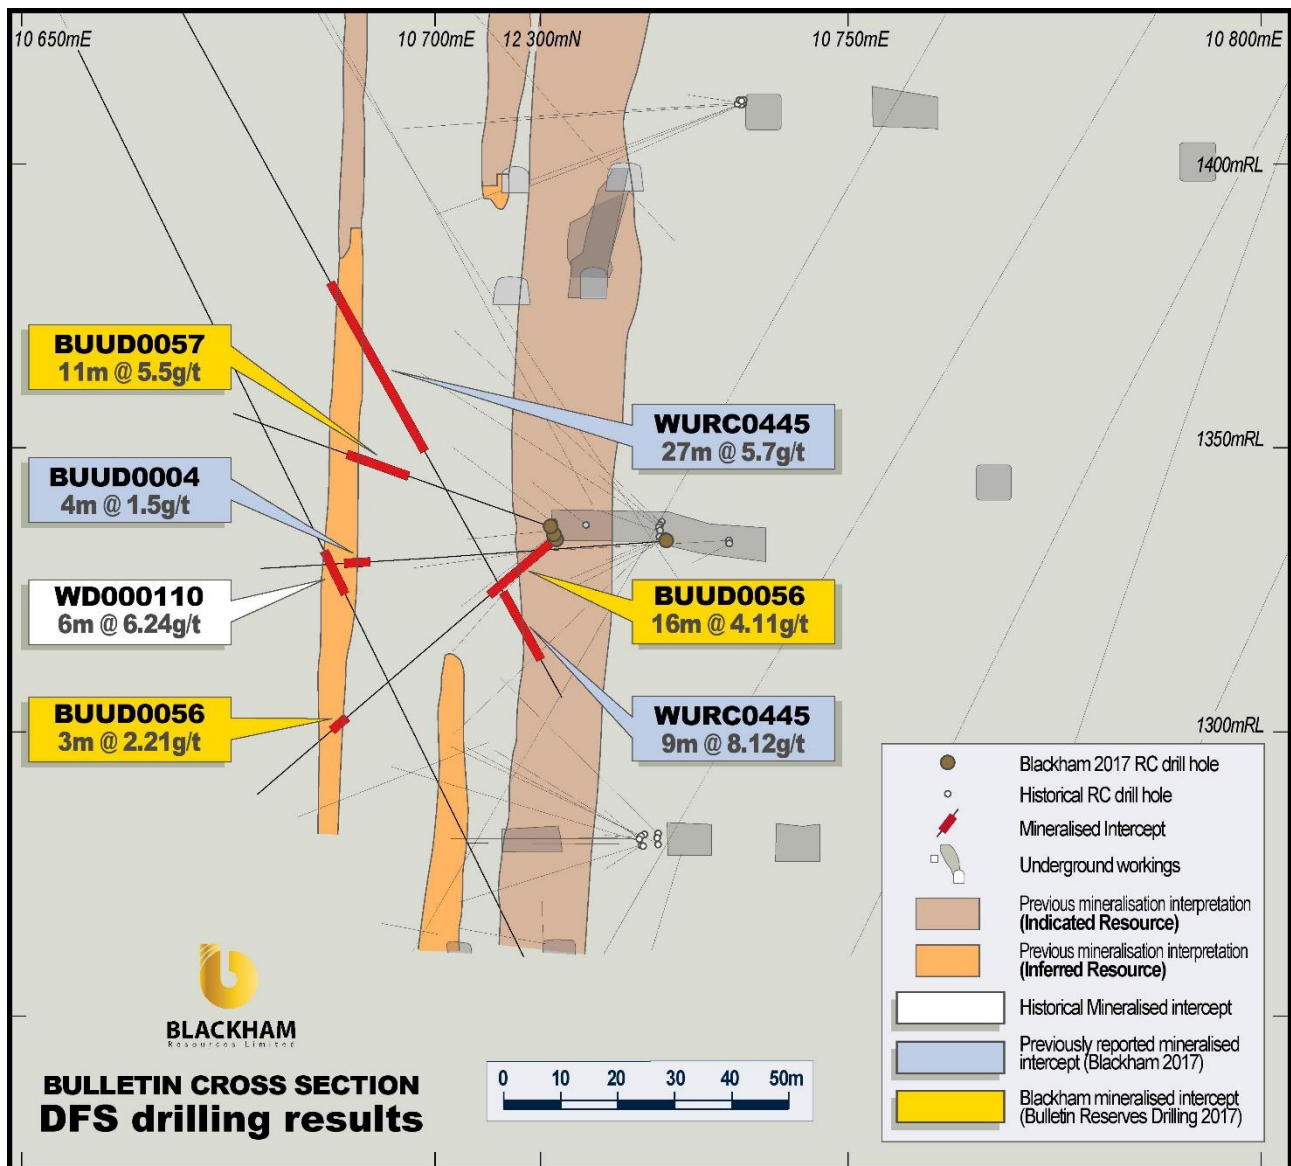 10 650mE
10 700mE
12 300mN
10 750mE
10 800mE
1400mRL
BUUD0057
11m @ 5.5g/t
WURC0445
27m @ 5.7g/t
1350mRL
BUUD0004
4m @ 1.5g/t
WD000110
6m @ 6.24g/t
BUUD0056
16m @ 4.11g/t
BUUD0056
3m @ 2.21g/t
WURC0445
9m @ 8.12g/t
1300mRL
Blackham 2017 RC drill hole
Historical RC drill hole
Mineralised Intercept
Underground workings
Previous mineralisation interpretation
(Indicated Resource)
Previous mineralisation interpretation
(Inferred Resource)
Historical Mineralised intercept
Previously reported mineralised
intercept (Blackham 2017)
Blackham mineralised intercept
(Bulletin Reserves Drilling 2017)
BLACKHAM
Resources Limited
BULLETIN CROSS SECTION
DFS drilling results
0 10 20 30 40 50m